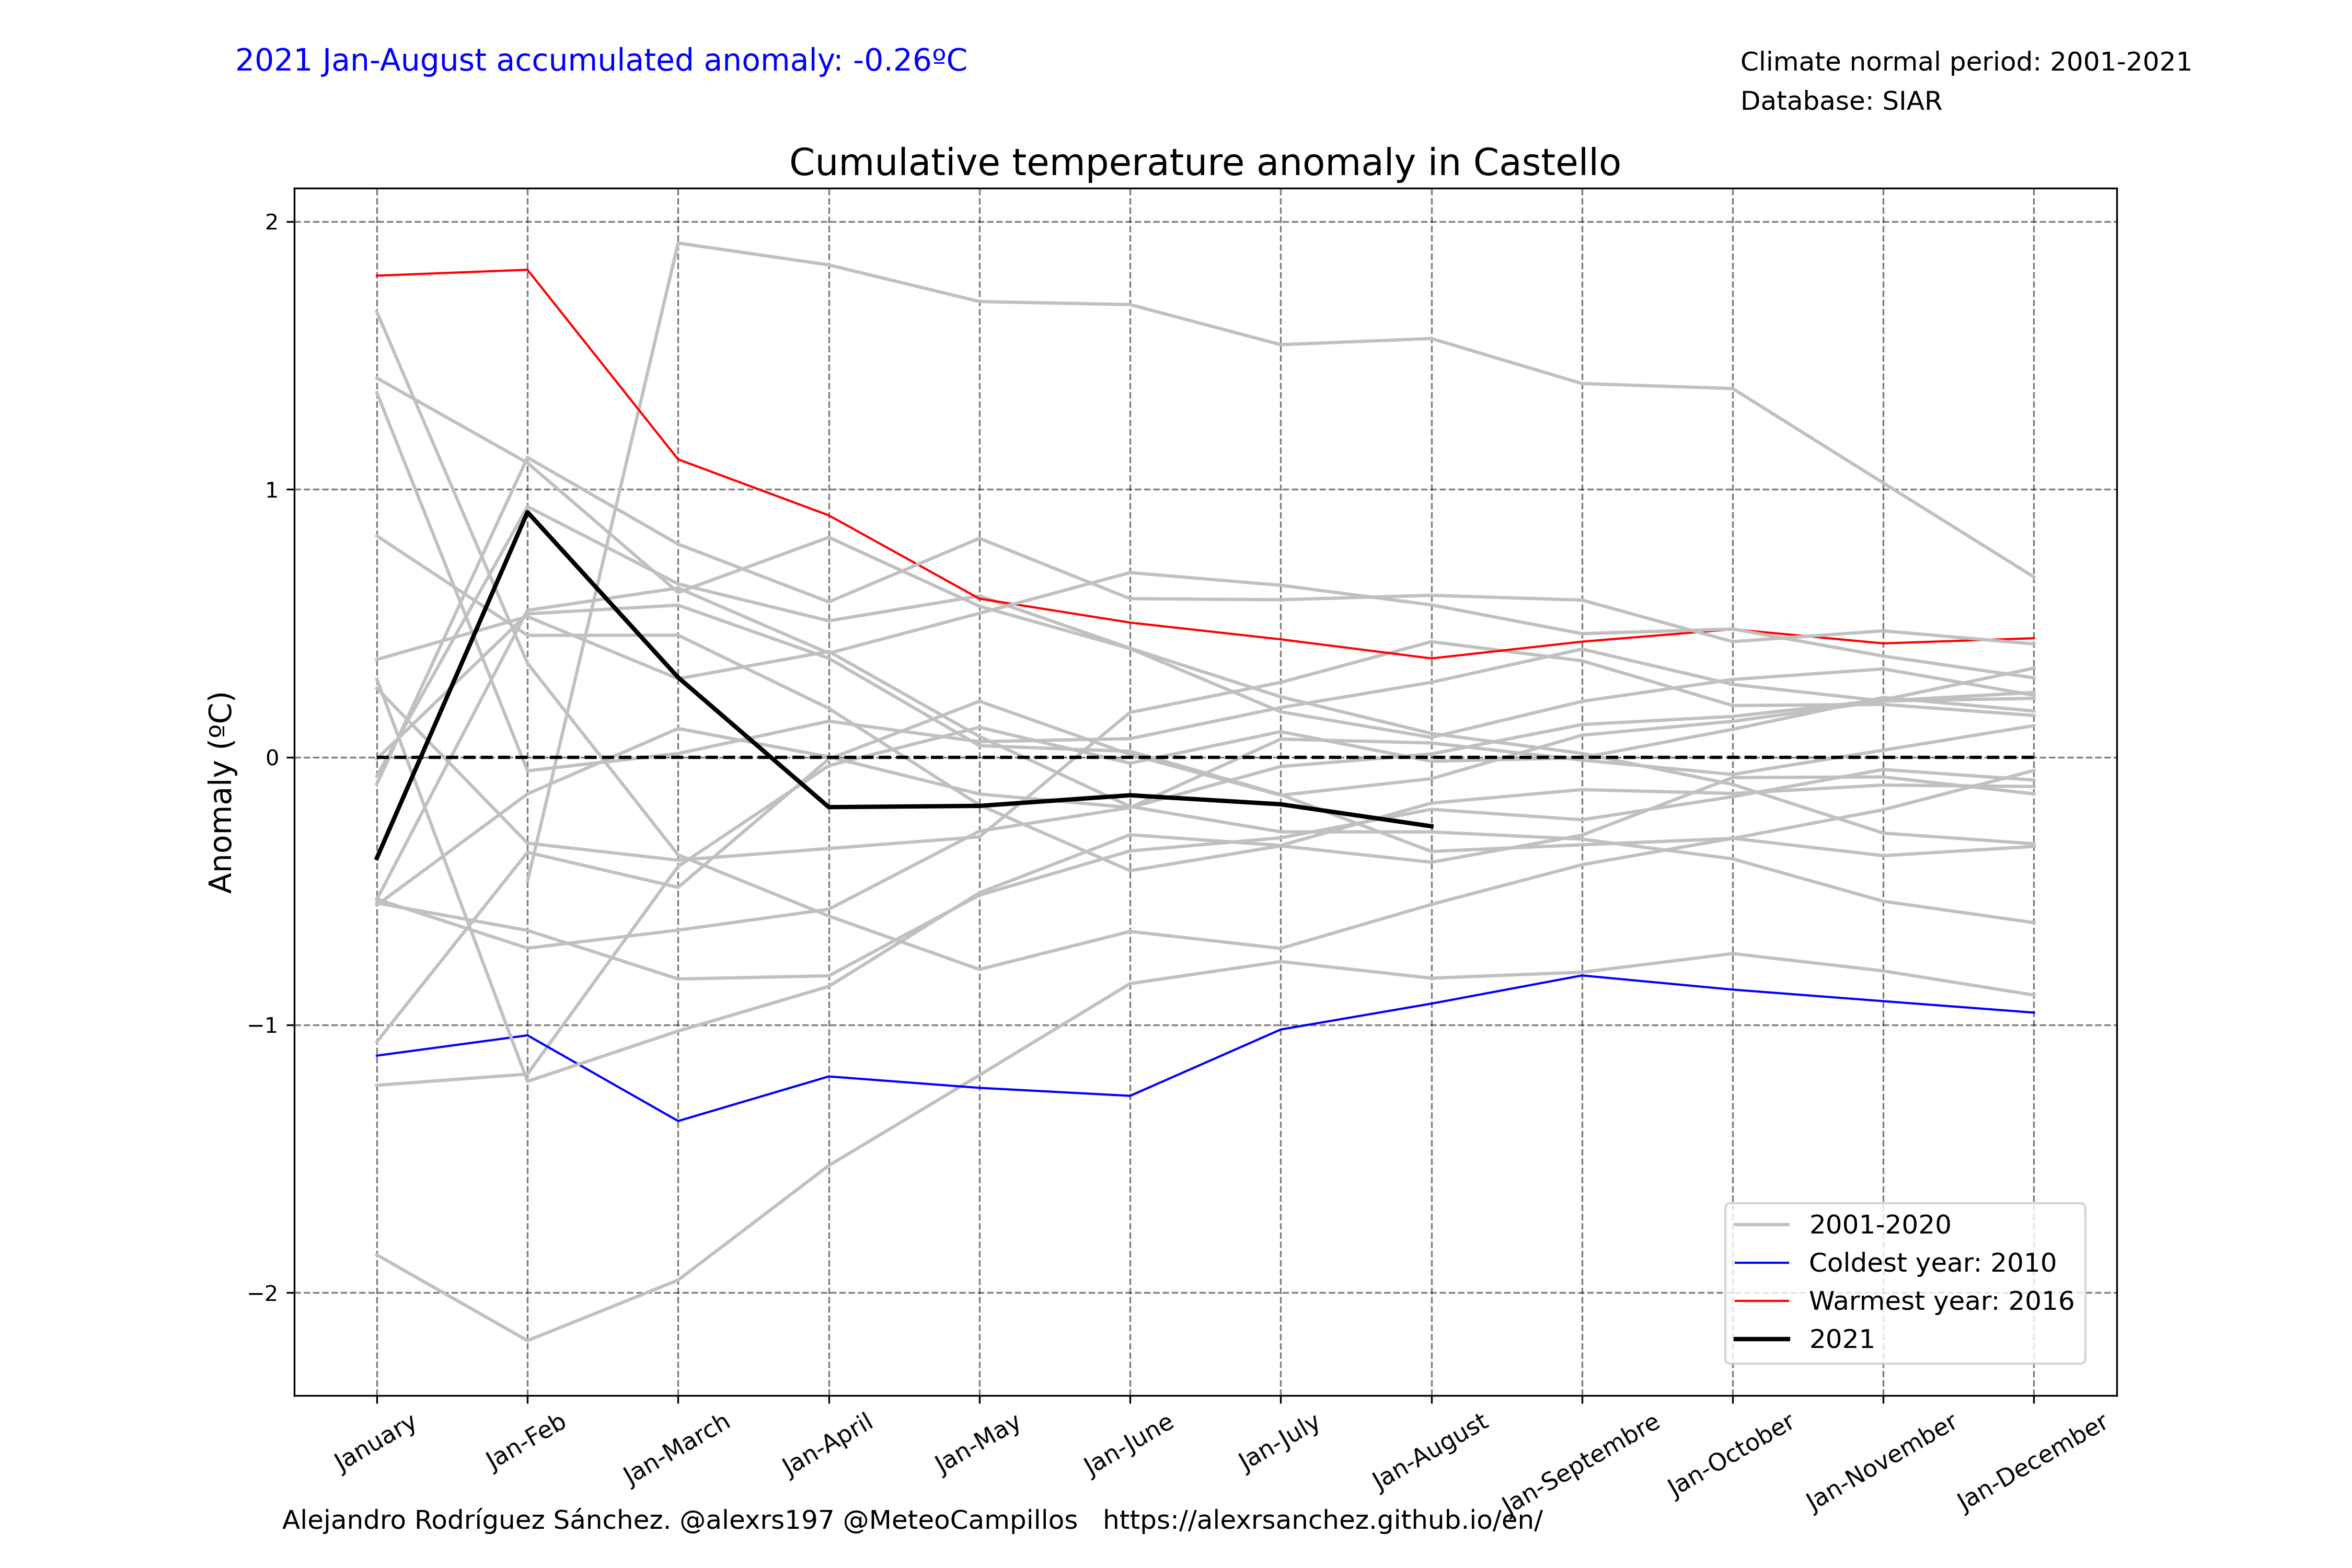 2021 Jan-August accumulated anomaly: -0.26ºC
Climate normal period: 2001-2021
Database: SIAR
Cumulative temperature anomaly in Castello
Anomaly (ºC)
2
1
0
−1
−2
2001-2020
Coldest year: 2010
Warmest year: 2016
2021
January
Jan-Feb
Jan-March
Jan-April
Jan-May
Jan-June
Jan-July
Jan-August
Jan-Septembre
Jan-October
Jan-November
Jan-December
Alejandro Rodríguez Sánchez. @alexrs197 @MeteoCampillos https://alexrsanchez.github.io/en/